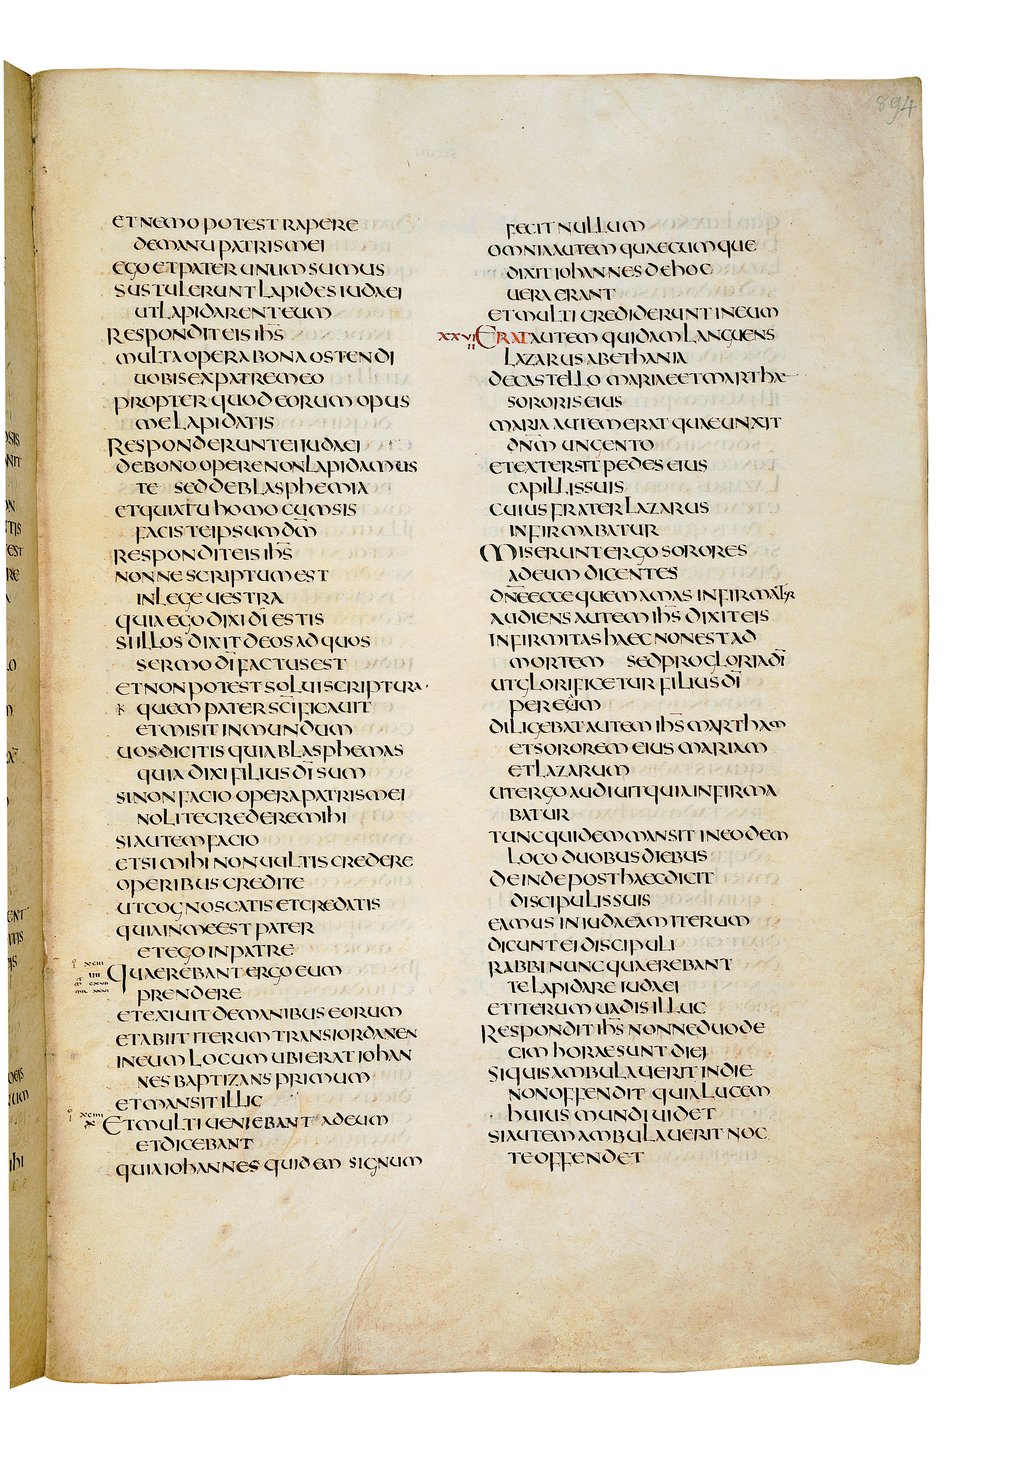 894
ET NEMO POTEST RAPERE
DE MANU PATRIS MEI
EGO ET PATER UNUM SUMUS
SUSTULERUNT LAPIDES IUDAEI
UT LAPIDARENT EUM
RESPONDIT EIS IHS̅
MULTA OPERA BONA OSTENDI
UOBIS EX PATRE MEO
PROPTER QUOD EORUM OPUS
ME LAPIDATIS
RESPONDERUNT EI IUDAEI
DE BONO OPERE NON LAPIDAMUS
TE SED DE BLASPHEMIA
ET QUIA TU HOMO CUM SIS
FACIS TE IPSUM DM̅
RESPONDIT EIS IHS̅
NONNE SCRIPTUM EST
IN LEGE UESTRA
QUIA EGO DIXI DI̅ ESTIS
SI ILLOS DIXIT DEOS AD QUOS
SERMO DI̅ FACTUS EST
ET NON POTEST SOLUI SCRIPTURA
QUEM PATER SCI̅FICAUIT
ET MISIT IN MUNDUM
UOS DICITIS QUIA BLASPHEMAS
QUIA DIXI FILIUS DI̅ SUM
SI NON FACIO OPERA PATRIS MEI
NOLITE CREDERE MIHI
SI AUTEM FACIO
ET SI MIHI NON UULTIS CREDERE
OPERIBUS CREDITE
UT COGNOSCATIS ET CREDATIS
QUIA IN ME EST PATER
ET EGO IN PATRE
QUAEREBANT ERGO EUM
PRENDERE
ET EXIUIT DE MANIBUS EORUM
ET ABIIT ITERUM TRANS IORDANEN
IN EUM LOCUM UBI ERAT IOHAN
NES BAPTIZANS PRIMUM
ET MANSIT ILLIC
ET MULTI UENIEBANT AD EUM
ET DICEBANT
QUIA IOHANNES QUIDEM SIGNUM
FECIT NULLUM
OMNIA AUTEM QUAECUMQUE
DIXIT IOHANNES DE HOC
UERA ERANT
ET MULTI CREDIDERUNT IN EUM
XXVII ERAT AUTEM QUIDAM LANGUENS
LAZARUS A BETHANIA
DE CASTELLO MARIAE ET MARTHAE
SORORIS EIUS
MARIA AUTEM ERAT QUAE UNXIT
DNM̅ UNGENTO
ET EXTERSIT PEDES EIUS
CAPILLIS SUIS
CUIUS FRATER LAZARUS
INFIRMABATUR
MISERUNT ERGO SORORES
AD EUM DICENTES
DNE̅ ECCE QUEM AMAS INFIRMATUR
AUDIENS AUTEM IHS̅ DIXIT EIS
INFIRMITAS HAEC NON EST AD
MORTEM SED PRO GLORIA DI̅
UT GLORIFICETUR FILIUS DI̅
PER EUM
DILIGEBAT AUTEM IHS̅ MARTHAM
ET SOROREM EIUS MARIAM
ET LAZARUM
UT ERGO AUDIUIT QUIA INFIRMA
BATUR
TUNC QUIDEM MANSIT IN EODEM
LOCO DUOBUS DIEBUS
DEINDE POST HAEC DICIT
DISCIPULIS SUIS
EAMUS IN IUDAEAM ITERUM
DICUNT EI DISCIPULI
RABBI NUNC QUAEREBANT
TE LAPIDARE IUDAEI
ET ITERUM UADIS ILLUC
RESPONDIT IHS̅ NONNE DUODE
CIM HORAE SUNT DIEI
SI QUIS AMBULAUERIT IN DIE
NON OFFENDIT QUIA LUCEM
HUIUS MUNDI UIDET
SI AUTEM AMBULAUERIT NOC
TE OFFENDET